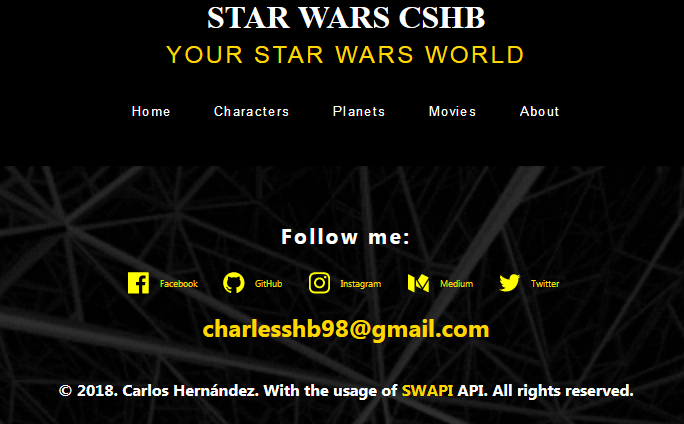 STAR WARS CSHB
YOUR STAR WARS WORLD
Home Characters Planets Movies About
Follow me:
Facebook GitHub Instagram Medium Twitter
charlesshb98@gmail.com
© 2018. Carlos Hernández. With the usage of SWAPI API. All rights reserved.